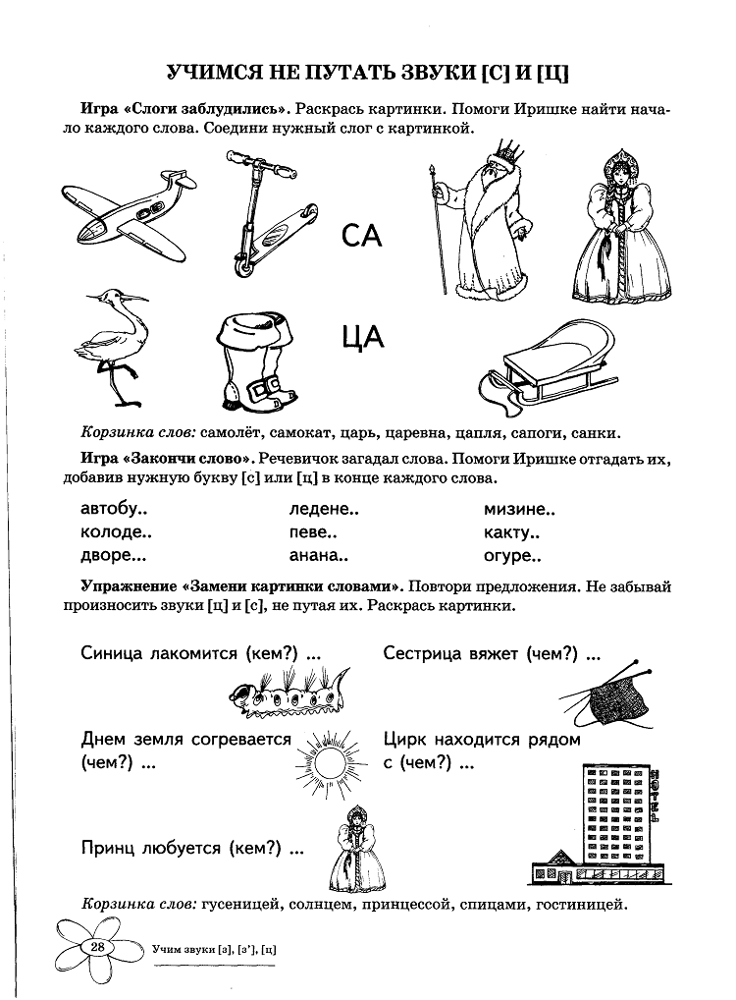 УЧИМСЯ НЕ ПУТАТЬ ЗВУКИ [С] И [Ц]
Игра «Слоги заблудились». Раскрась картинки. Помоги Иришке найти нача-
ло каждого слова. Соедини нужный слог с картинкой.
СА
ЦА
Корзинка слов: самолёт, самокат, царь, царевна, цапля, сапоги, санки.
Игра «Закончи слово». Речевичок загадал слова. Помоги Иришке отгадать их,
добавив нужную букву [с] или [ц] в конце каждого слова.
автобу.. ледене.. мизине..
колоде.. певе.. какту..
дворе... анана.. огуре..
Упражнение «Замени картинки словами». Повтори предложения. Не забывай
произносить звуки [ц] и [с], не путая их. Раскрась картинки.
Синица лакомится (кем?) ... Сестрица вяжет (чем?) ...
Днем земля согревается Цирк находится рядом
(чем?) ... с (чем?) ...
HOTEL
Принц любуется (кем?) ...
Корзинка слов: гусеницей, солнцем, принцессой, спицами, гостиницей.
28 Учим звуки [з], [з’], [ц]